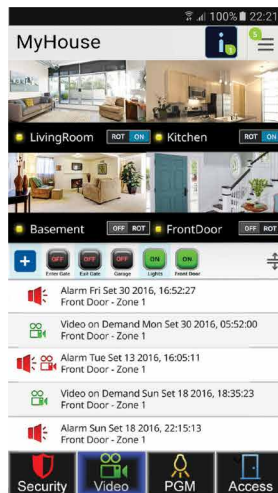 100% 22:21
MyHouse
i 1 5
LivingRoom ROT ON Kitchen ROT ON
Basement OFF ROT FrontDoor OFF ROT
+ OFF OFF OFF ON ON
Enter Gate Exit Gate Garage Lights Front Door
Alarm Fri Set 30 2016, 16:52:27
Front Door - Zone 1
Video on Demand Mon Set 30 2016, 05:52:00
Front Door - Zone 1
Alarm Tue Set 13 2016, 16:05:11
Front Door - Zone 1
Video on Demand Sun Set 18 2016, 18:35:23
Front Door - Zone 1
Alarm Sun Set 18 2016, 22:15:13
Front Door - Zone 1
Security Video PGM Access